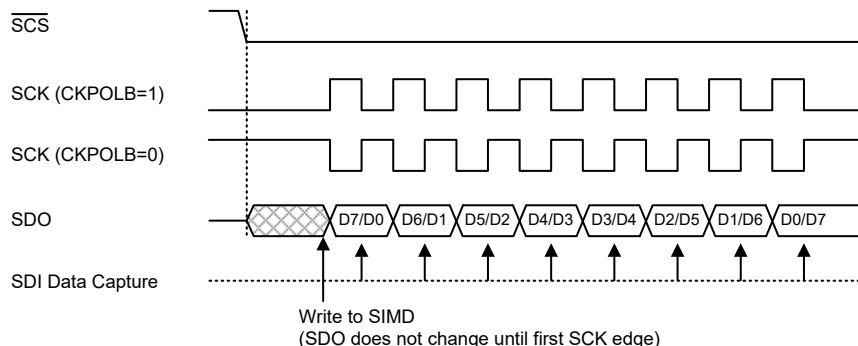 SCS
SCK (CKPOLB=1)
SCK (CKPOLB=0)
SDO
D7/D0 D6/D1 D5/D2 D4/D3 D3/D4 D2/D5 D1/D6 D0/D7
SDI Data Capture
Write to SIMD
(SDO does not change until first SCK edge)